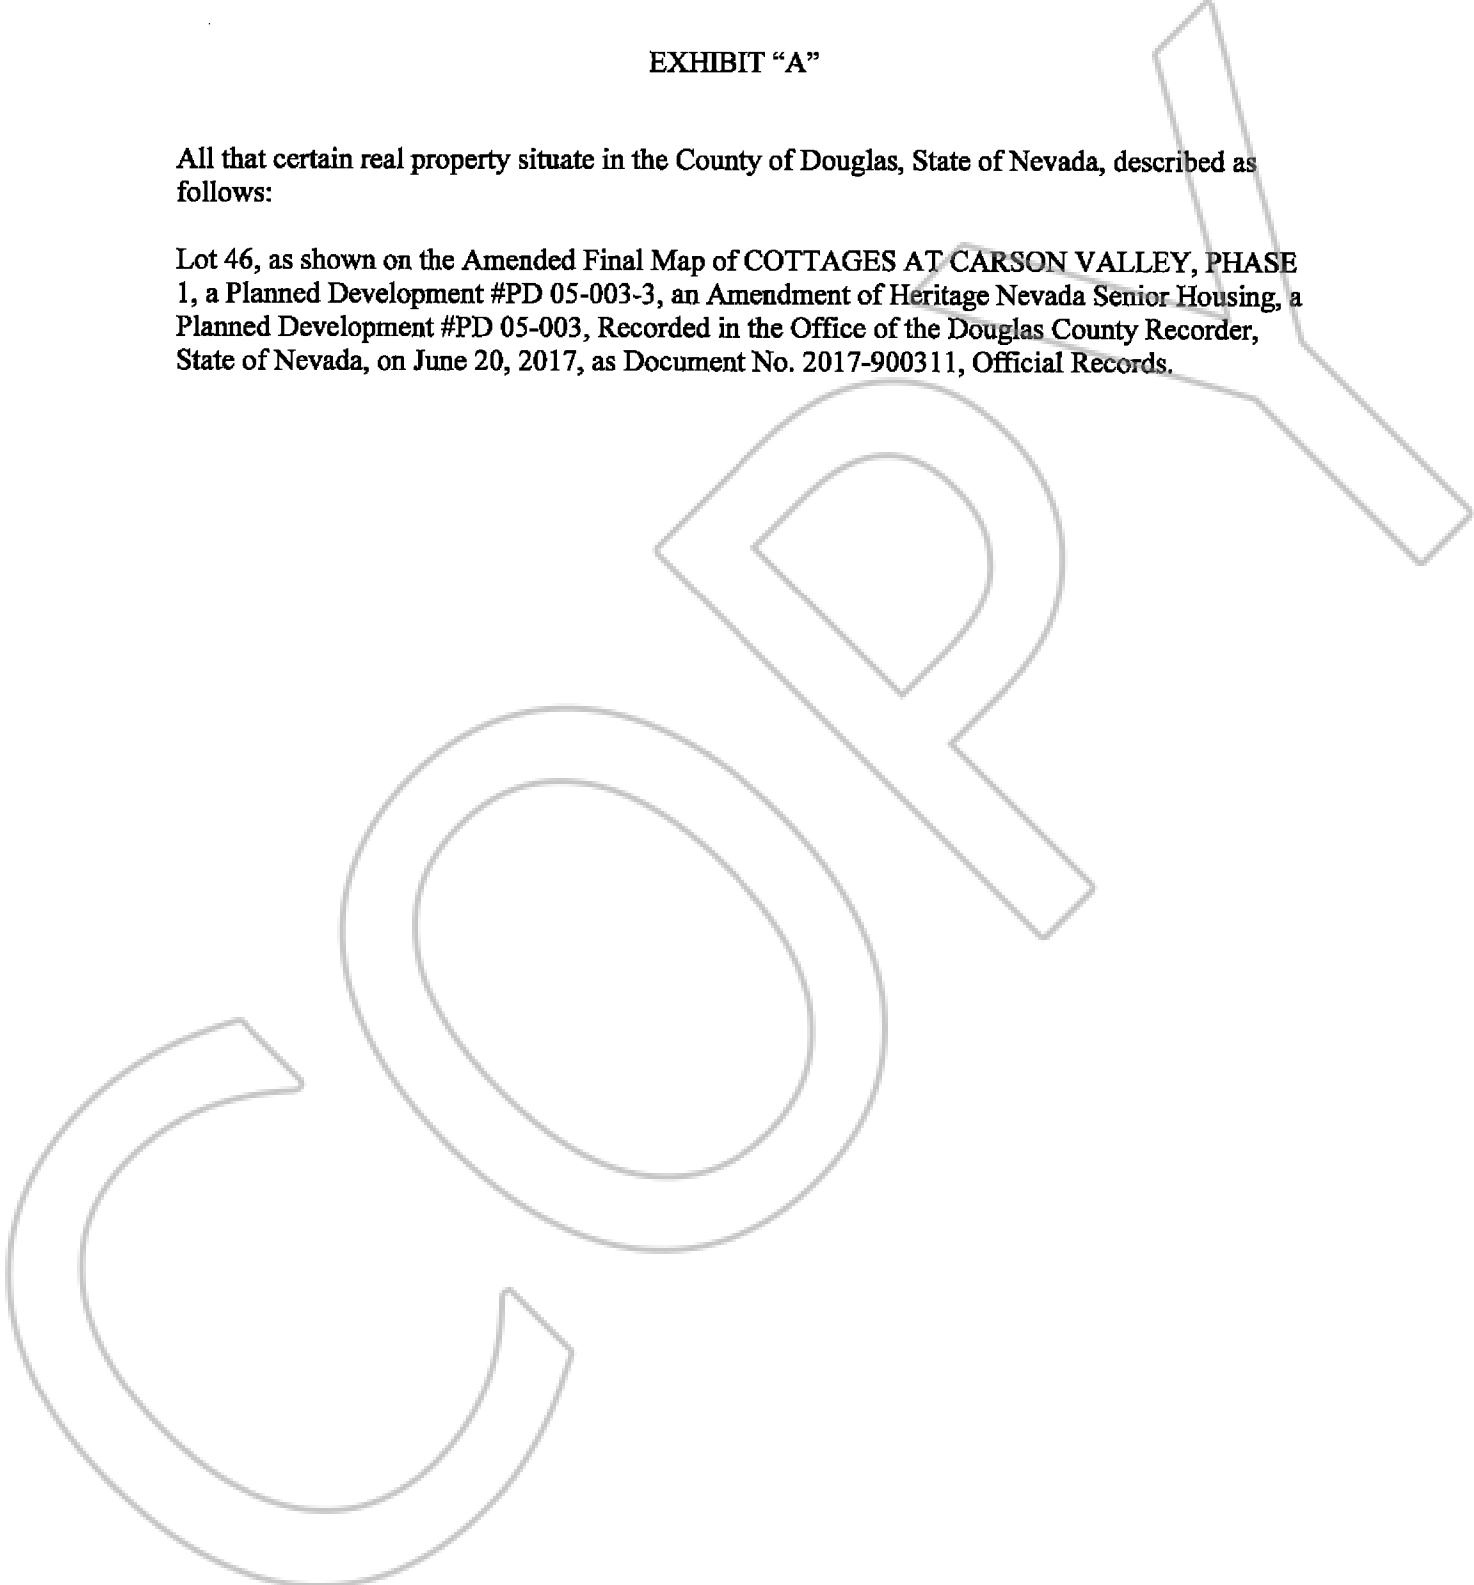 EXHIBIT “A”
All that certain real property situate in the County of Douglas, State of Nevada, described as
follows:
Lot 46, as shown on the Amended Final Map of COTTAGES AT CARSON VALLEY, PHASE
1, a Planned Development #PD 05-003-3, an Amendment of Heritage Nevada Senior Housing, a
Planned Development #PD 05-003, Recorded in the Office of the Douglas County Recorder,
State of Nevada, on June 20, 2017, as Document No. 2017-900311, Official Records.
COPY